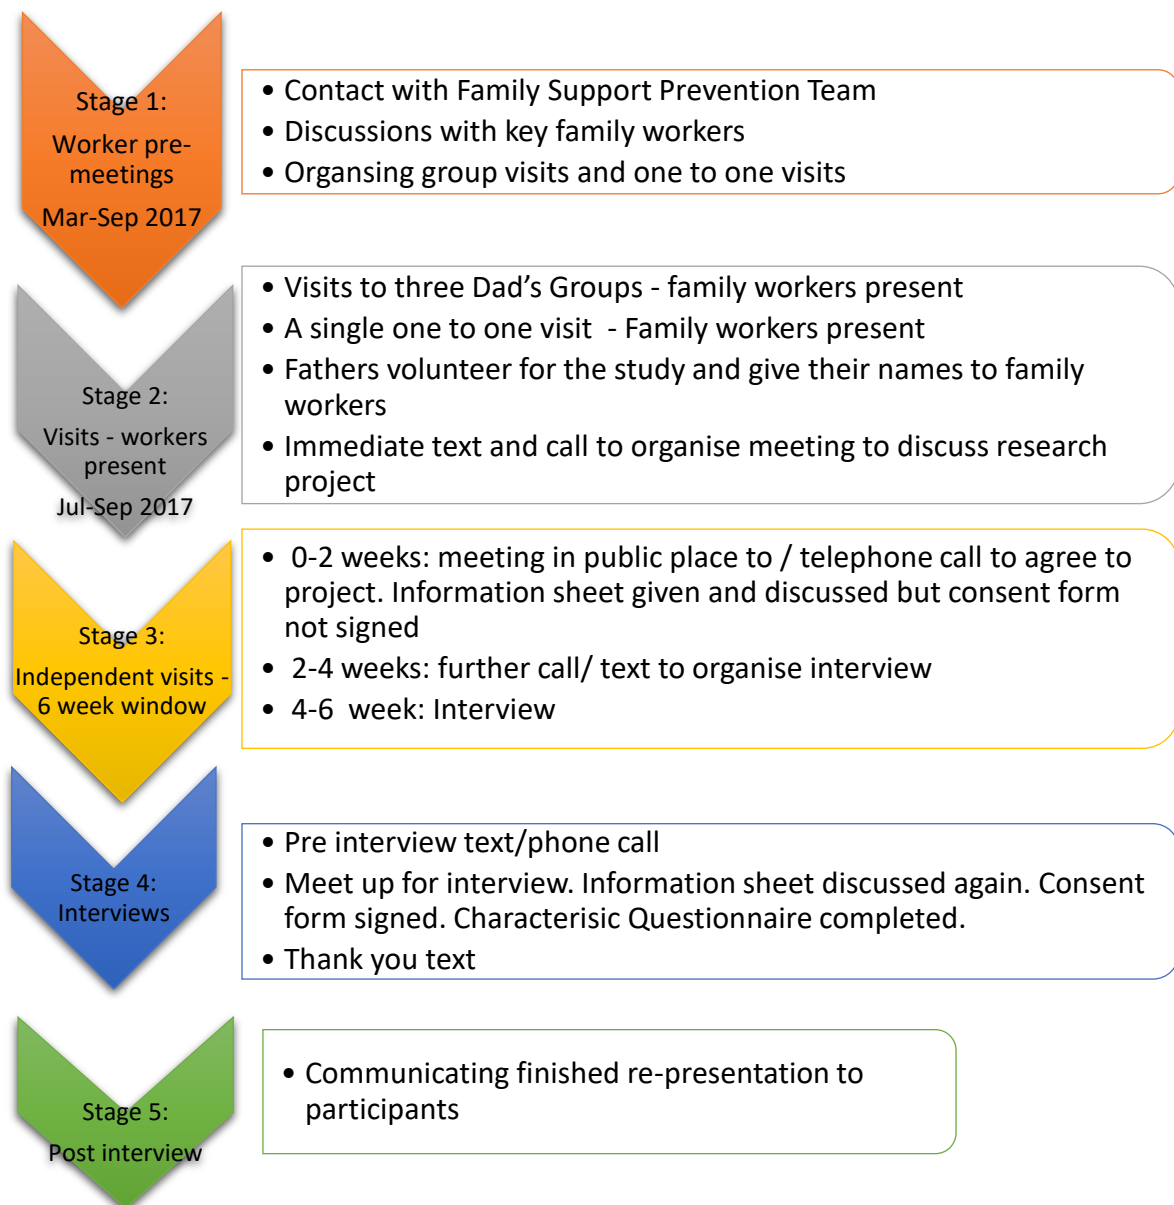 Stage 1:
Worker pre-
meetings
Mar-Sep 2017
• Contact with Family Support Prevention Team
• Discussions with key family workers
• Organsing group visits and one to one visits
Stage 2:
Visits - workers
present
Jul-Sep 2017
• Visits to three Dad's Groups - family workers present
• A single one to one visit  - Family workers present
• Fathers volunteer for the study and give their names to family
workers
• Immediate text and call to organise meeting to discuss research
project
Stage 3:
Independent visits -
6 week window
• 0-2 weeks: meeting in public place to / telephone call to agree to
project. Information sheet given and discussed but consent form
not signed
• 2-4 weeks: further call/ text to organise interview
• 4-6  week: Interview
Stage 4:
Interviews
• Pre interview text/phone call
• Meet up for interview. Information sheet discussed again. Consent
form signed. Characterisic Questionnaire completed.
• Thank you text
Stage 5:
Post interview
• Communicating finished re-presentation to
participants